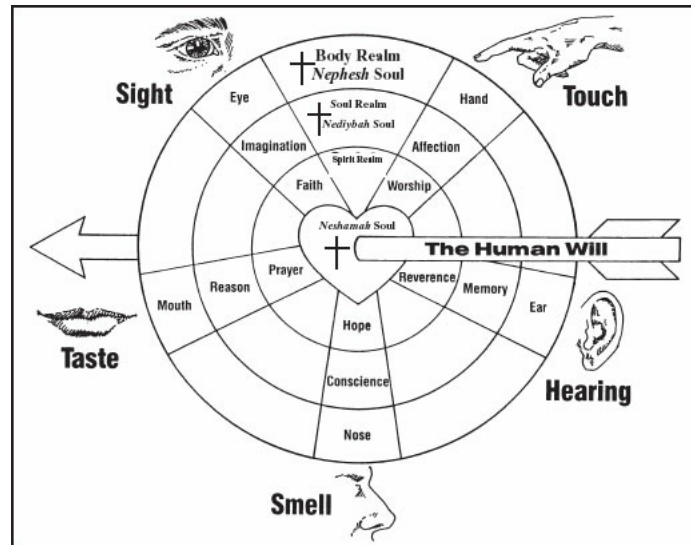 Sight
Touch
Body Realm
Nephesh Soul
Eye
Hand
Soul Realm
Nediybah Soul
Imagination
Affection
Spirit Realm
Faith
Worship
Neshamah Soul
The Human Will
Prayer
Reverence
Reason
Memory
Mouth
Ear
Taste
Hearing
Hope
Conscience
Nose
Smell